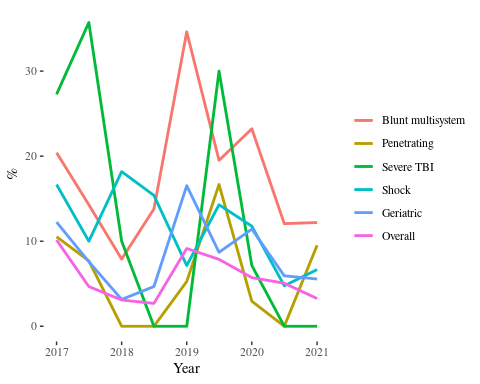 30
20
10
0
%
2017 2018 2019 2020 2021
Year
Blunt multisystem
Penetrating
Severe TBI
Shock
Geriatric
Overall